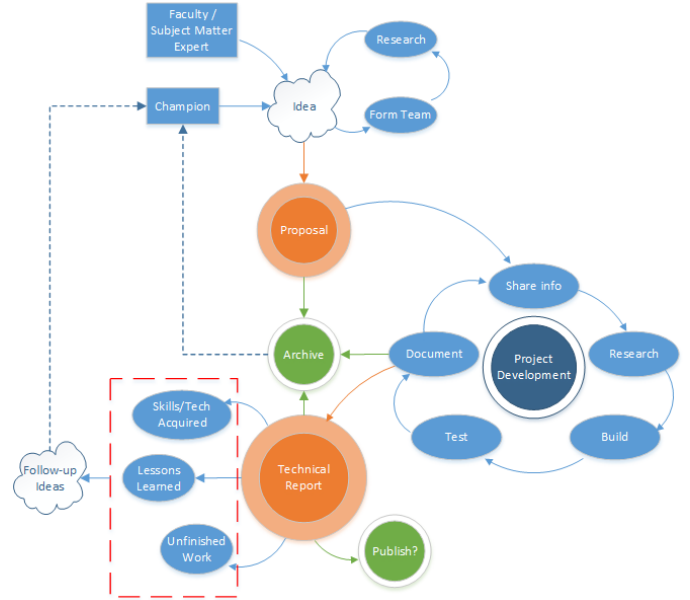 Faculty /
Subject Matter
Expert
Research
Champion
Idea
Form Team
Proposal
Share info
Archive
Document
Project
Development
Research
Skills/Tech
Acquired
Test
Build
Follow-up
Ideas
Lessons
Learned
Technical
Report
Unfinished
Work
Publish?